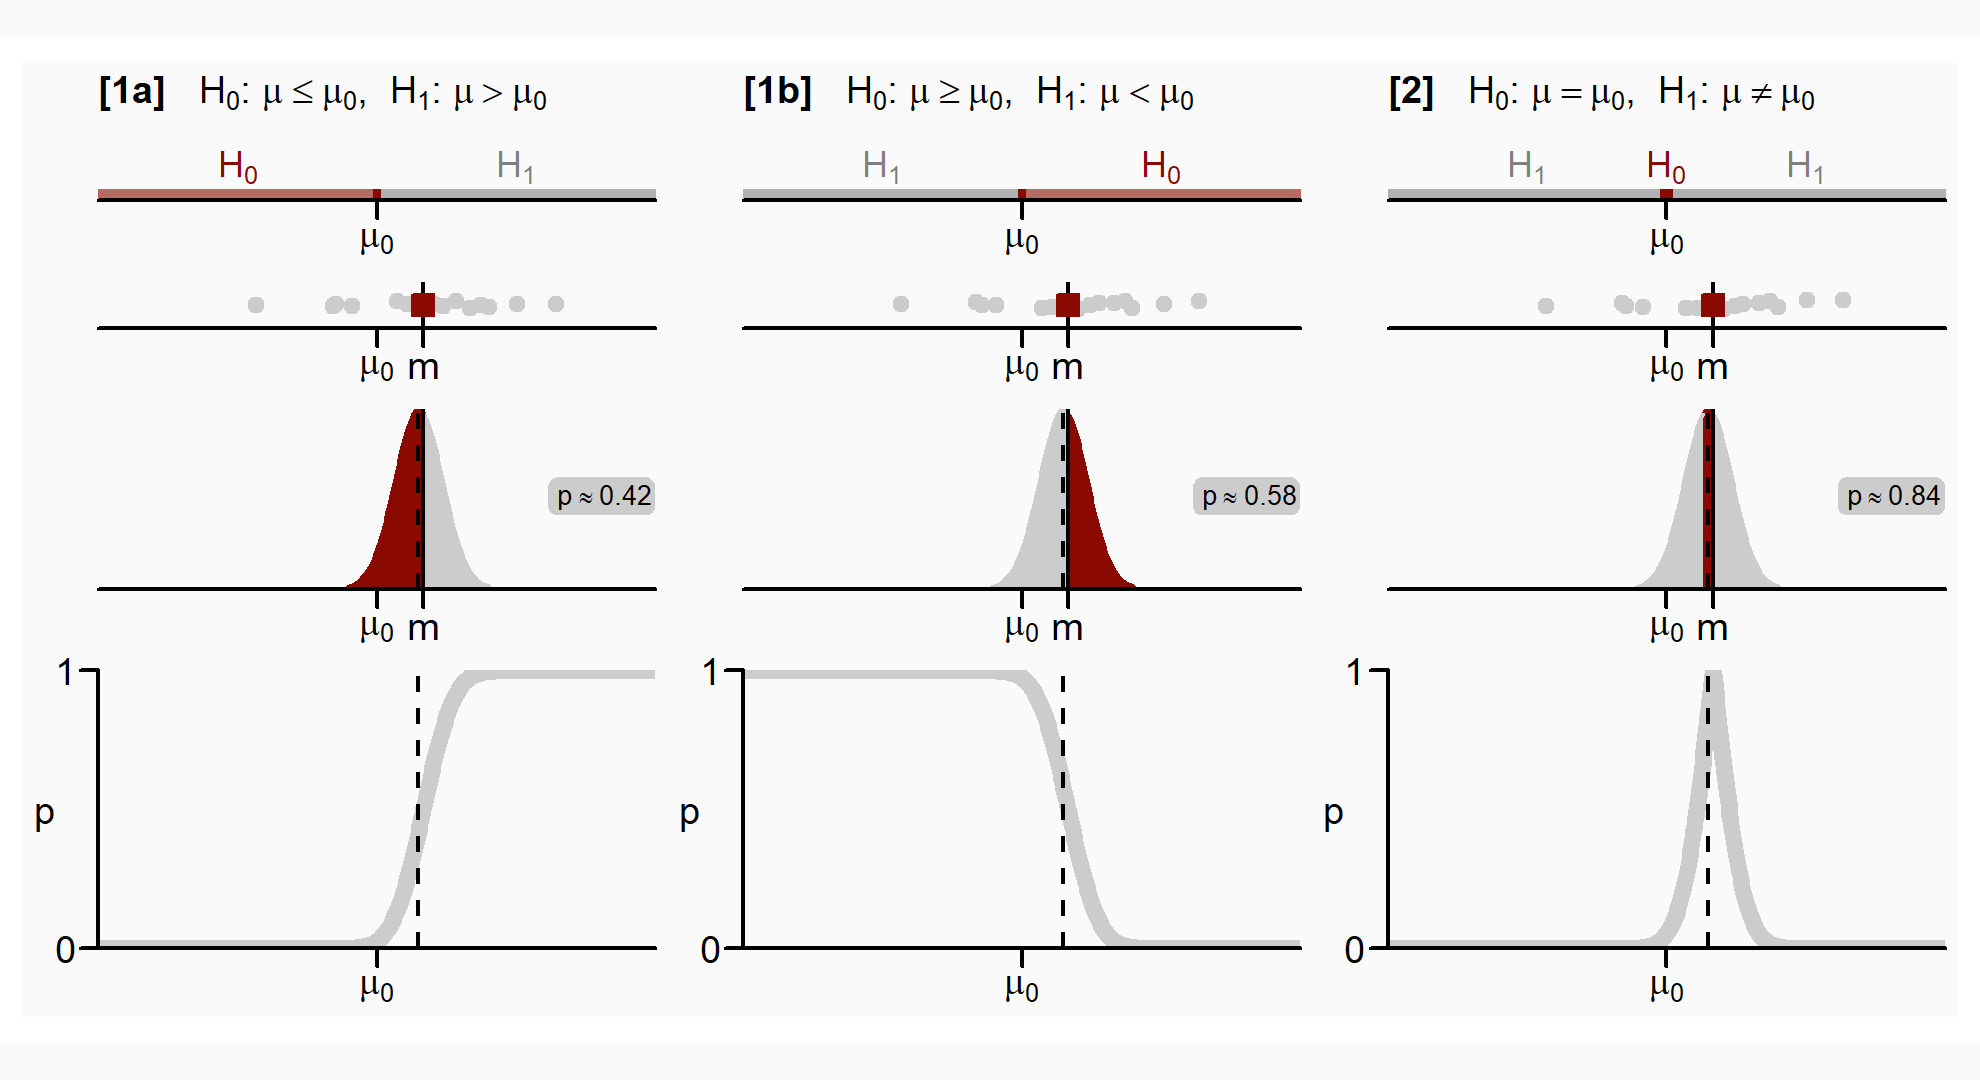 [1a] H₀: μ ≤ μ₀, H₁: μ > μ₀
H₀ H₁
μ₀
μ₀ m
p ≈ 0.42
μ₀ m
1
p
0
μ₀
[1b] H₀: μ ≥ μ₀, H₁: μ < μ₀
H₁ H₀
μ₀
μ₀ m
p ≈ 0.58
μ₀ m
1
p
0
μ₀
[2] H₀: μ = μ₀, H₁: μ ≠ μ₀
H₁ H₀ H₁
μ₀
μ₀ m
p ≈ 0.84
μ₀ m
1
p
0
μ₀